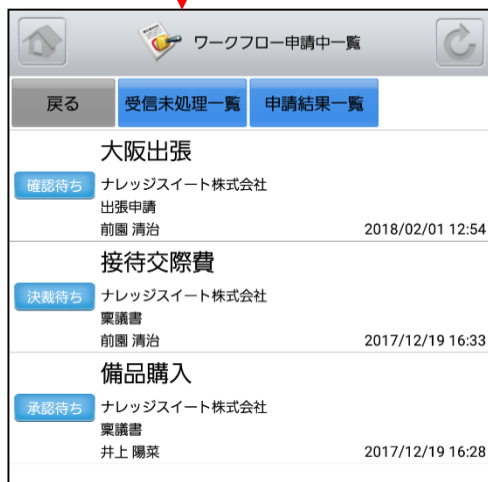 ワークフロー申請中一覧
戻る 受信未処理一覧 申請結果一覧
大阪出張
確認待ち ナレッジスイート株式会社
出張申請
前園 清治 2018/02/01 12:54
接待交際費
決裁待ち ナレッジスイート株式会社
稟議書
前園 清治 2017/12/19 16:33
備品購入
承認待ち ナレッジスイート株式会社
稟議書
井上 陽菜 2017/12/19 16:28